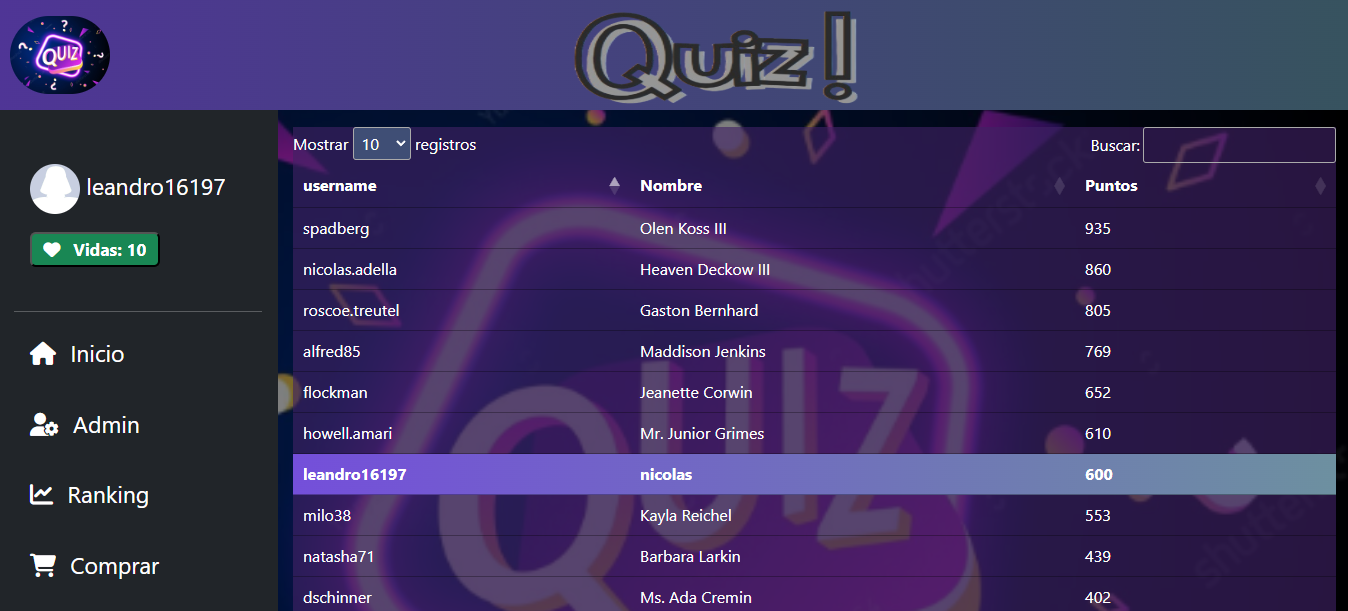 QUIZ
Quiz!
leandro16197
Vidas: 10
Inicio
Admin
Ranking
Comprar
Mostrar 10 registros
Buscar:
username Nombre Puntos
spadberg Olen Koss III 935
nicolas.adella Heaven Deckow III 860
roscoe.treutel Gaston Bernhard 805
alfred85 Maddison Jenkins 769
flockman Jeanette Corwin 652
howell.amari Mr. Junior Grimes 610
leandro16197 nicolas 600
milo38 Kayla Reichel 553
natasha71 Barbara Larkin 439
dschinner Ms. Ada Cremin 402
QUIZ
shutterstock